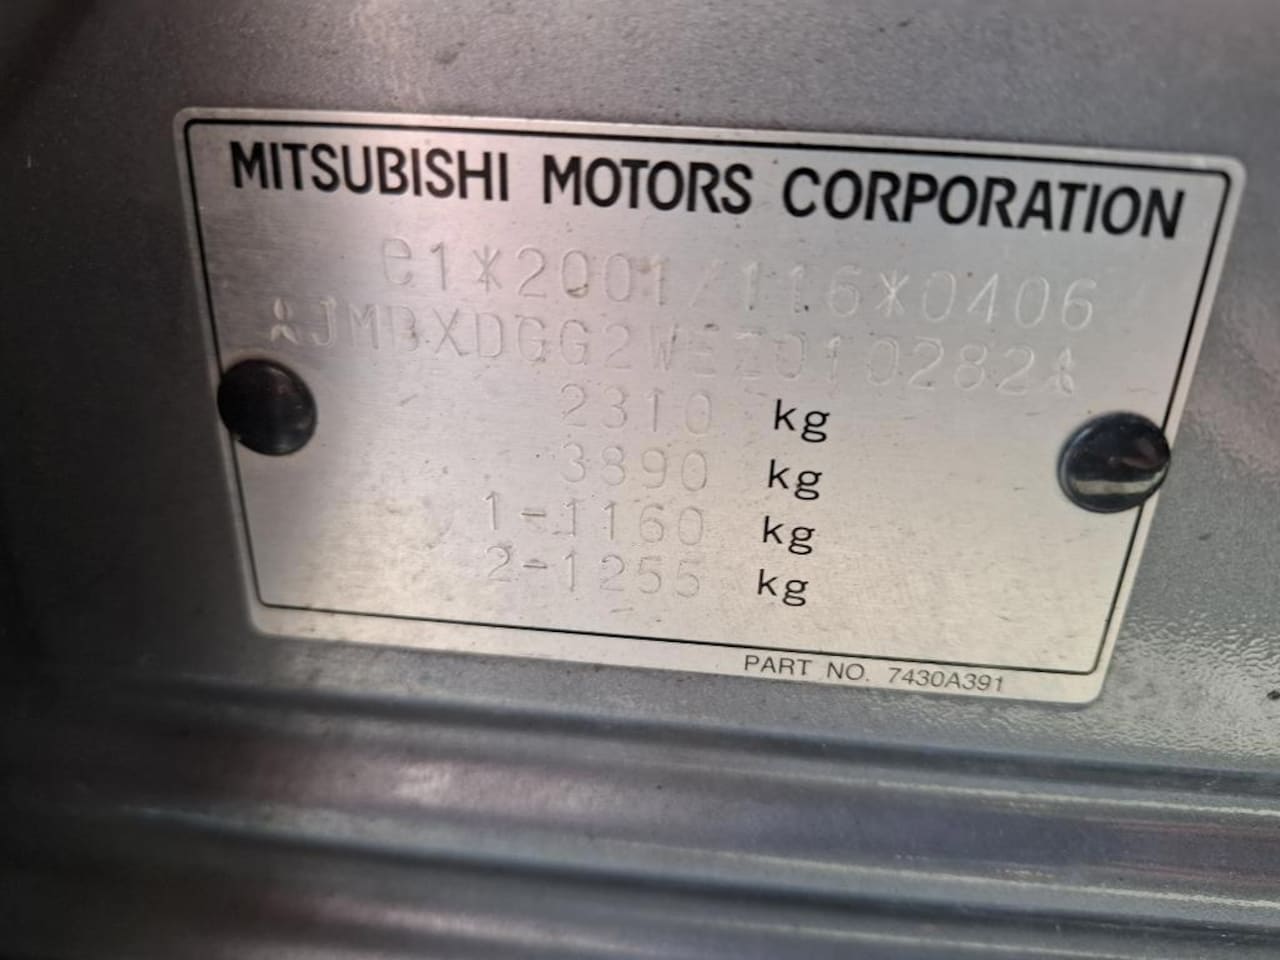 MITSUBISHI MOTORS CORPORATION
e1*2001/116*0406
JMBXDGG2WEZ010282
2310 kg
3890 kg
1-1160 kg
2-1255 kg
PART NO. 7430A391